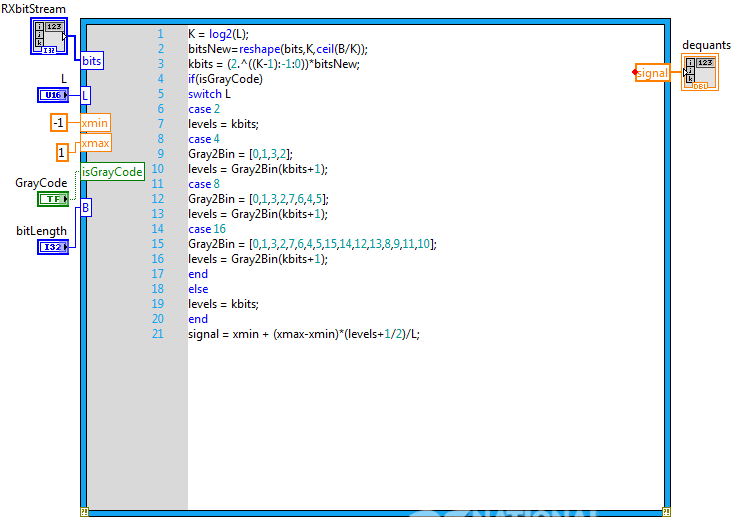 RXbitStream
123
I32
bits
L
U16
L
-1
xmin
1
xmax
isGrayCode
GrayCode
TF
B
bitLength
I32
1 K = log2(L);
2 bitsNew=reshape(bits,K,ceil(B/K));
3 kbits = (2.^((K-1):-1:0))*bitsNew;
4 if(isGrayCode)
5 switch L
6 case 2
7 levels = kbits;
8 case 4
9 Gray2Bin = [0,1,3,2];
10 levels = Gray2Bin(kbits+1);
11 case 8
12 Gray2Bin = [0,1,3,2,7,6,4,5];
13 levels = Gray2Bin(kbits+1);
14 case 16
15 Gray2Bin = [0,1,3,2,7,6,4,5,15,14,12,13,8,9,11,10];
16 levels = Gray2Bin(kbits+1);
17 end
18 else
19 levels = kbits;
20 end
21 signal = xmin + (xmax-xmin)*(levels+1/2)/L;
signal
dequants
123
DBL
NATIONAL